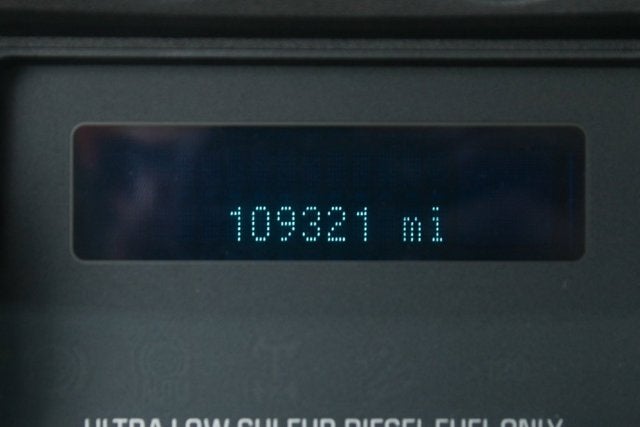 109321 mi
ULTRA LOW SULFUR DIESEL FUEL ONLY